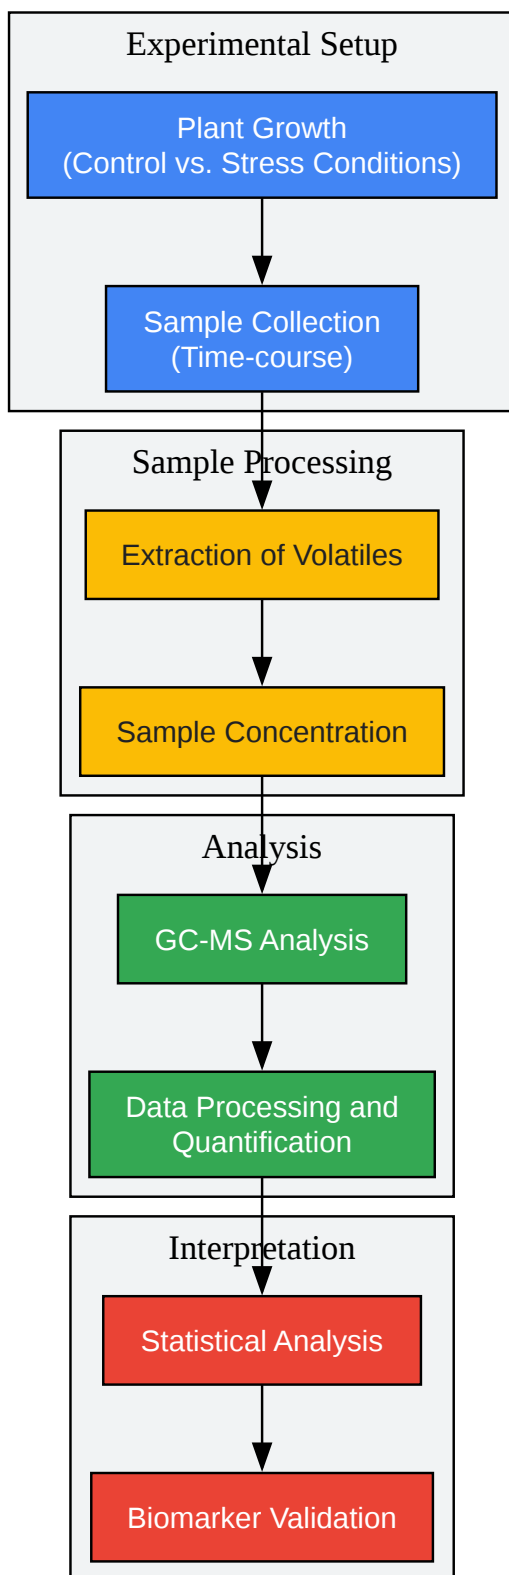 Experimental Setup
Plant Growth
(Control vs. Stress Conditions)
Sample Collection
(Time-course)
Sample Processing
Extraction of Volatiles
Sample Concentration
Analysis
GC-MS Analysis
Data Processing and
Quantification
Interpretation
Statistical Analysis
Biomarker Validation